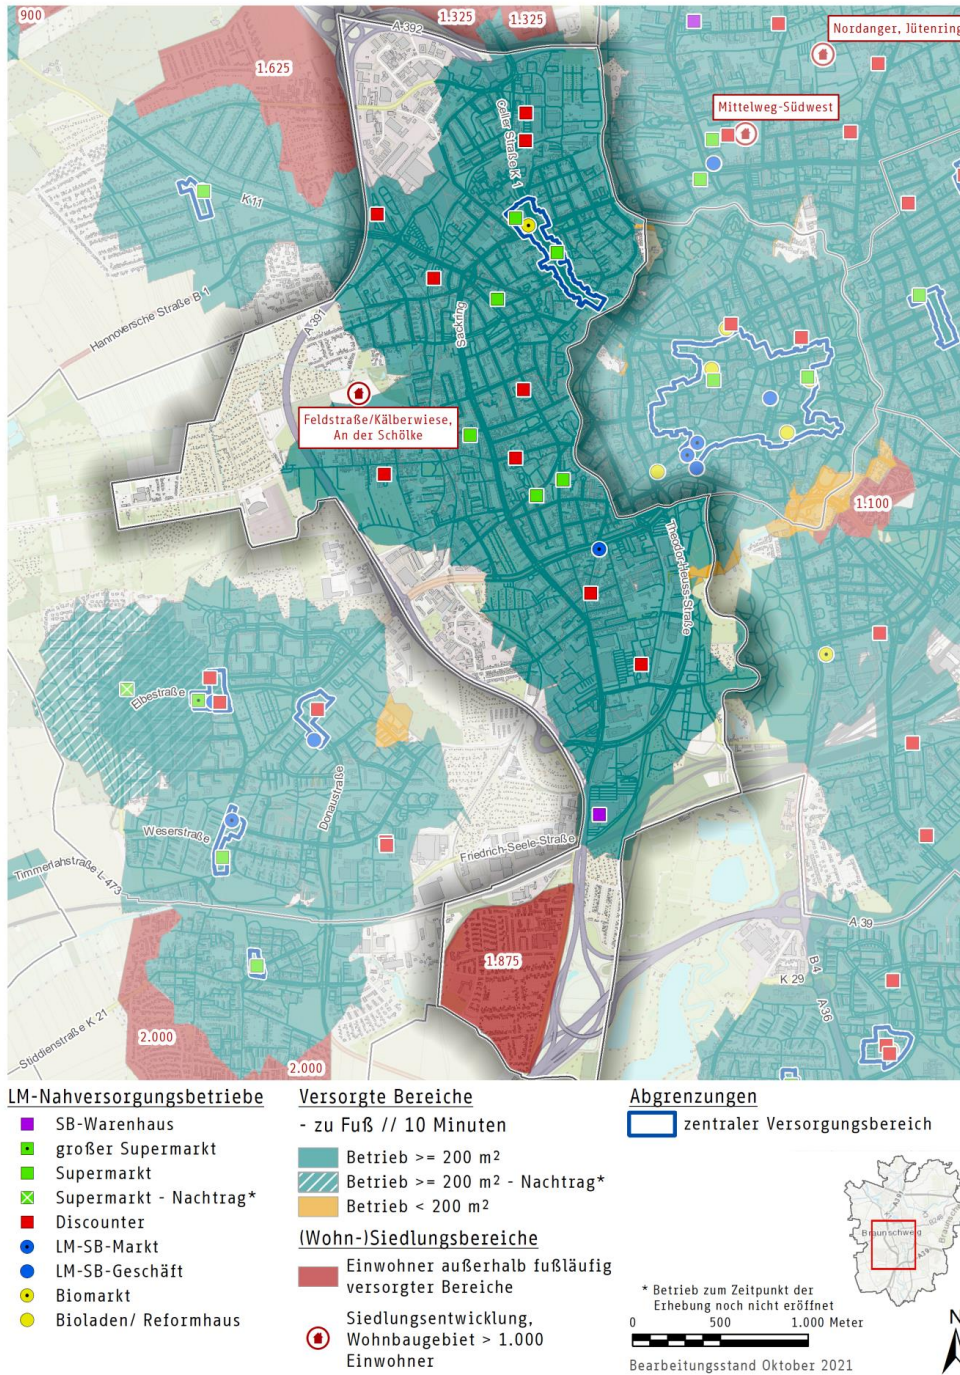 900
1.325
1.325
A 392
Nordanger, Jütenring
1.625
Mittelweg-Südwest
Celler Straße K 1
K 11
Hannoversche Straße B 1
A 391
Sackring
Feldstraße/Kälberwiese,
An der Schölke
1.100
Theodor-Heuss-Straße
Elbestraße
Donaustraße
Weserstraße
Friedrich-Seele-Straße
Timmerlahstraße L 473
A 39
1.875
B 4
K 29
A 36
Stiddienstraße K 21
2.000
2.000
LM-Nahversorgungsbetriebe
SB-Warenhaus
großer Supermarkt
Supermarkt
Supermarkt - Nachtrag*
Discounter
LM-SB-Markt
LM-SB-Geschäft
Biomarkt
Bioladen/ Reformhaus
Versorgte Bereiche
- zu Fuß // 10 Minuten
Betrieb >= 200 m²
Betrieb >= 200 m² - Nachtrag*
Betrieb < 200 m²
(Wohn-)Siedlungsbereiche
Einwohner außerhalb fußläufig
versorgter Bereiche
Siedlungsentwicklung,
Wohnbaugebiet > 1.000
Einwohner
Abgrenzungen
zentraler Versorgungsbereich
Braunschweig
* Betrieb zum Zeitpunkt der
Erhebung noch nicht eröffnet
0 500 1.000 Meter
Bearbeitungsstand Oktober 2021
N